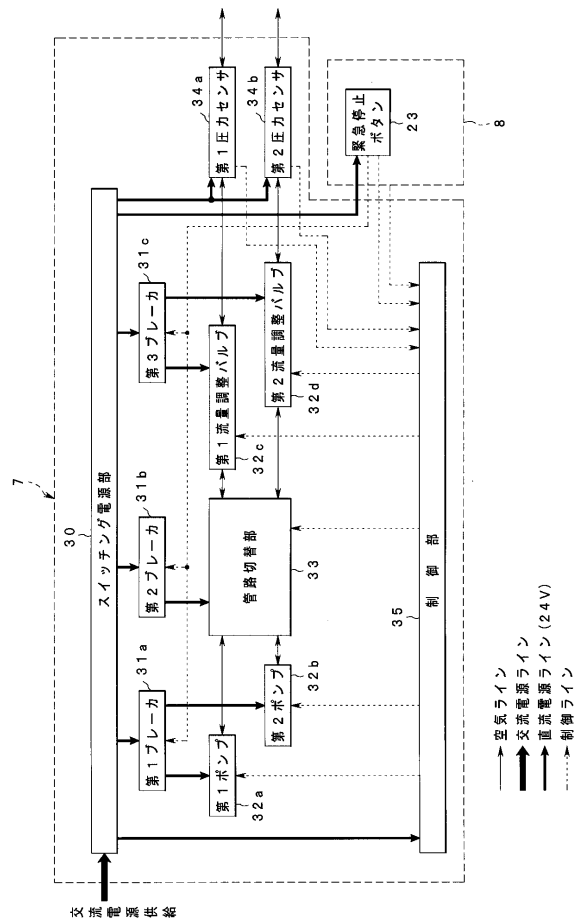 7
30
スイッチング電源部
交流電源供給
31a
第1ブレーカ
31b
第2ブレーカ
31c
第3ブレーカ
第1ポンプ
32a
第2ポンプ
32b
管路切替部
33
第1流量調整バルブ
32c
第2流量調整バルブ
32d
34a
第1圧力センサ
34b
第2圧力センサ
緊急停止
ボタン
23
8
35
制御部
空気ライン
交流電源ライン
直流電源ライン(24V)
制御ライン